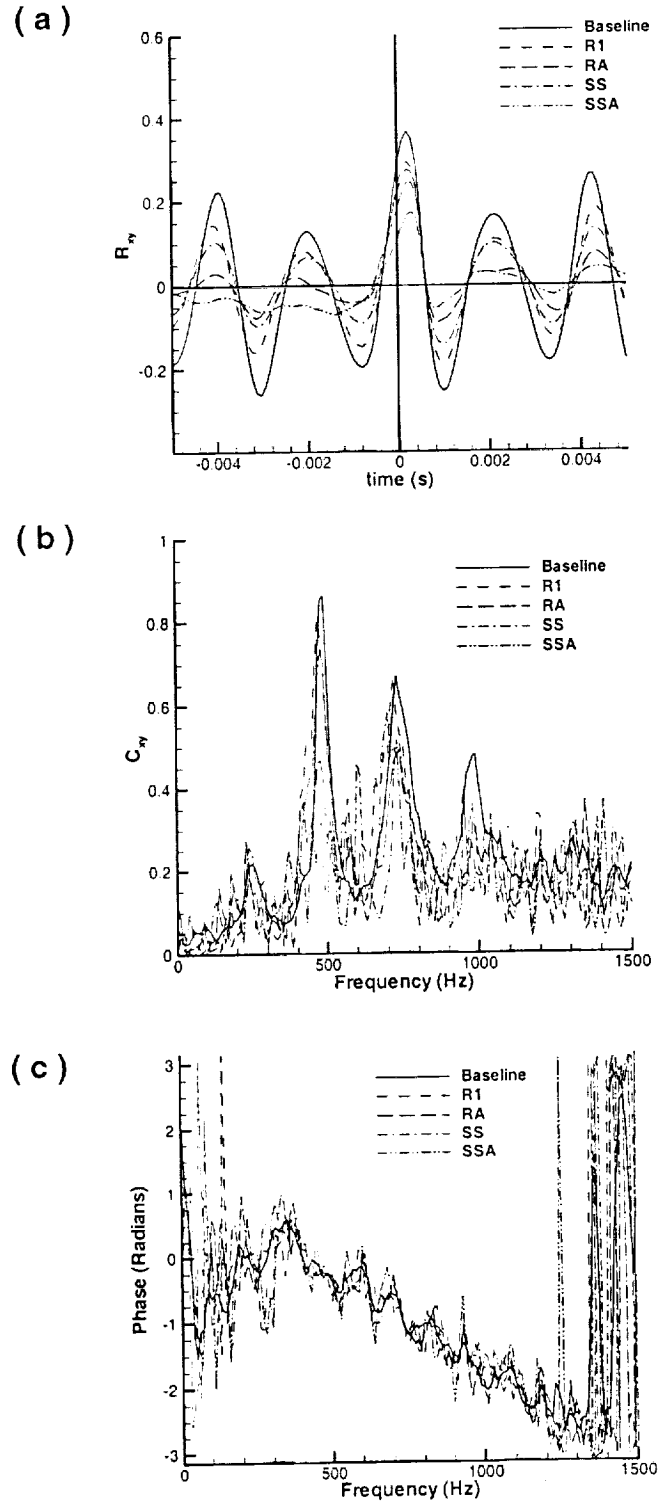 (a)
Baseline
R1
RA
SS
SSA
0.6
0.4
0.2
0
-0.2
R_xy
-0.004
-0.002
0
0.002
0.004
time (s)
(b)
Baseline
R1
RA
SS
SSA
1
0.8
0.6
0.4
0.2
0
C_xy
0
500
1000
1500
Frequency (Hz)
(c)
Baseline
R1
RA
SS
SSA
3
2
1
0
-1
-2
-3
Phase (Radians)
0
500
1000
1500
Frequency (Hz)